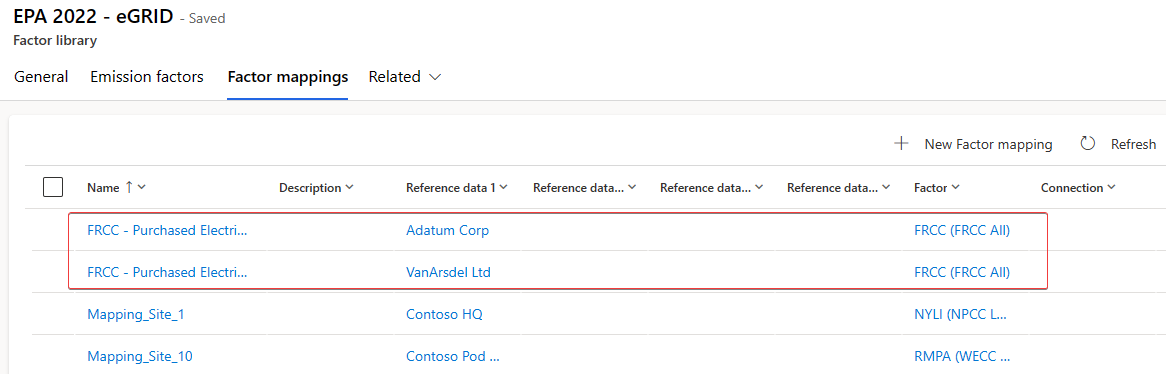 EPA 2022 - eGRID - Saved
Factor library
General Emission factors Factor mappings Related
New Factor mapping Refresh
Name Description Reference data 1 Reference data... Reference data... Reference data... Factor Connection
FRCC - Purchased Electri... Adatum Corp FRCC (FRCC All)
FRCC - Purchased Electri... VanArsdel Ltd FRCC (FRCC All)
Mapping_Site_1 Contoso HQ NYLI (NPCC L...
Mapping_Site_10 Contoso Pod ... RMPA (WECC ...